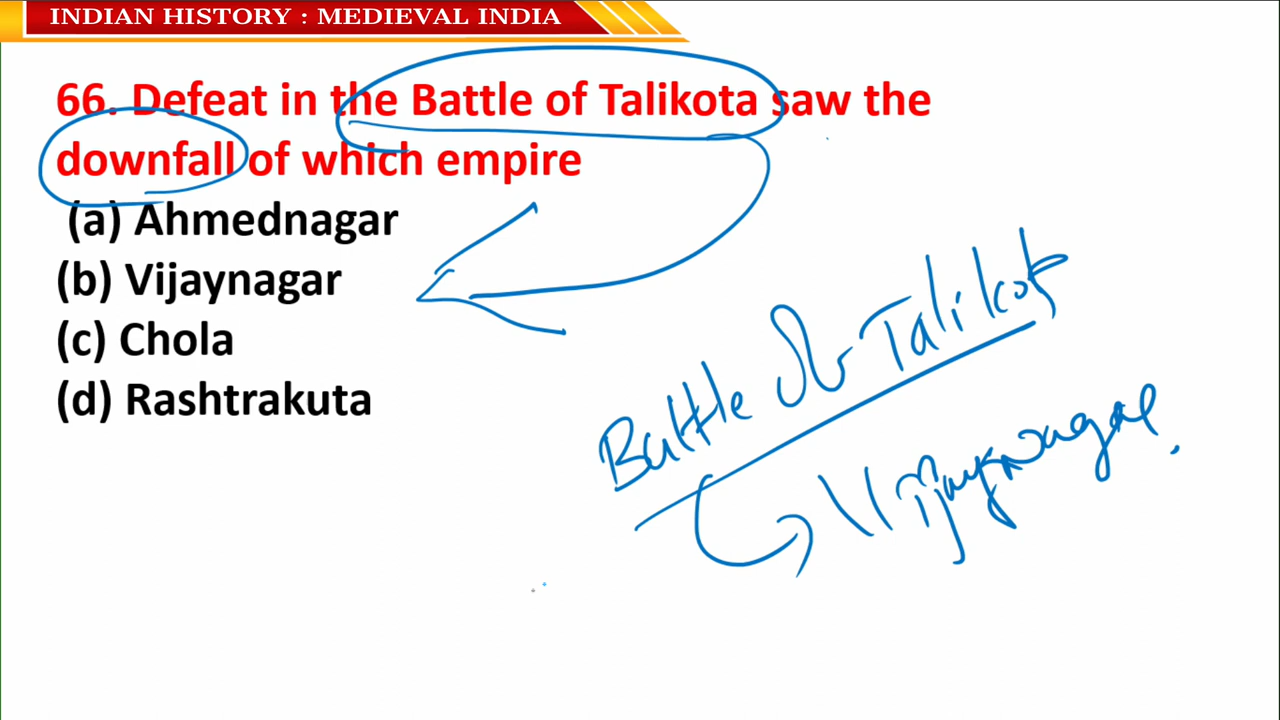 INDIAN HISTORY : MEDIEVAL INDIA
66. Defeat in the Battle of Talikota saw the
downfall of which empire
(a) Ahmednagar
(b) Vijaynagar
(c) Chola
(d) Rashtrakuta
Battle of Talikot
Vijaynagar